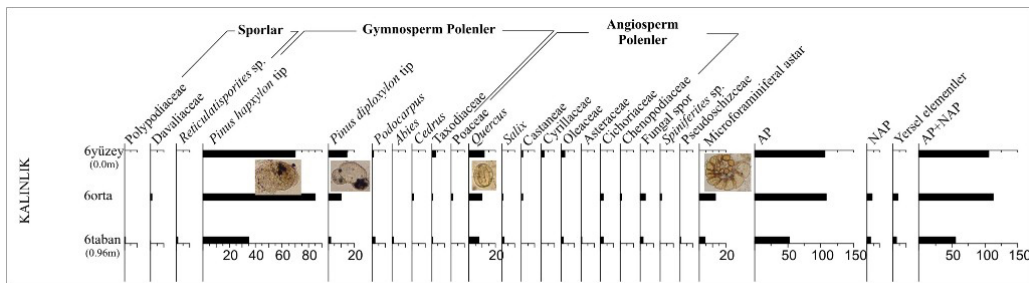 Sporlar
Gymnosperm Polenler
Angiosperm
Polenler
Polypodiaceae
Davaliaceae
Reticulatisporites sp.
Pinus hapxylon tip
Pinus diploxylon tip
Podocarpus
Abies
Cedrus
Taxodiaceae
Poaceae
Quercus
Salix
Castaneae
Cyrillaceae
Oleaceae
Asteraceae
Cichoriaceae
Chenopodiaceae
Fungal spor
Spiniferites sp.
Pseudoschizceae
Microforaminiferal astar
AP
NAP
Yersel elementler
AP+NAP
KALINLIK
6yüzey
(0.0m)
6orta
6taban
(0.96m)
20 40 60 80 100
20
20
20
50 100 150
50 100 150